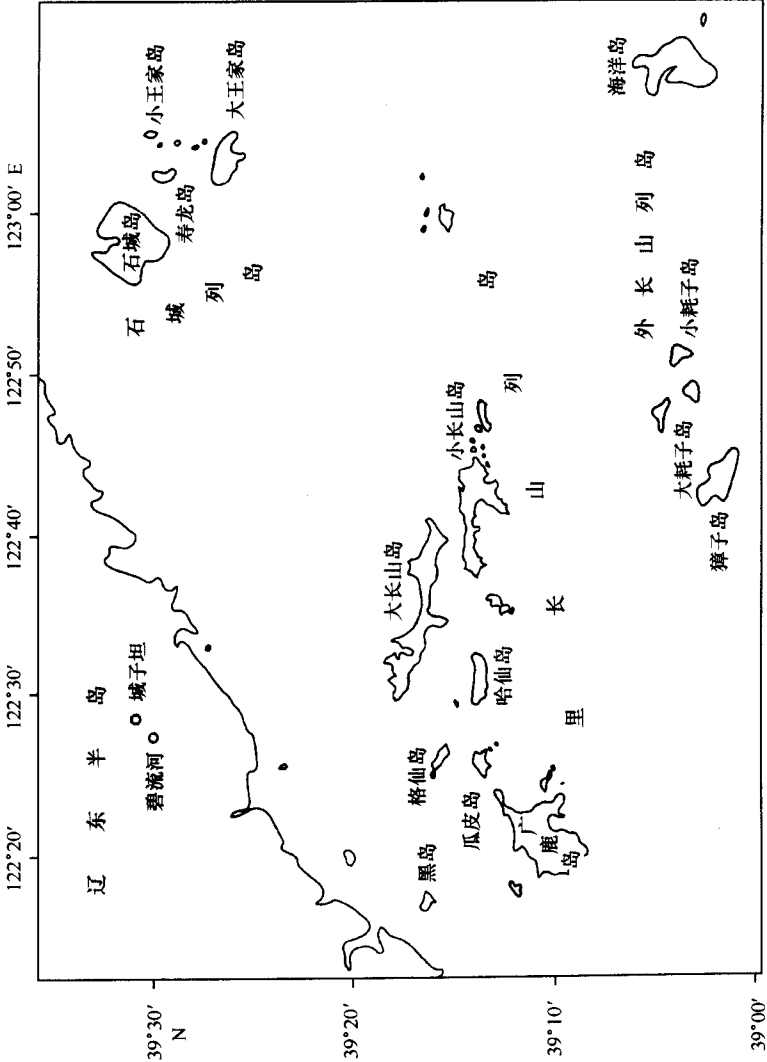 122°20′
122°30′
122°40′
122°50′
123°00′ E
39°30′
N
39°20′
39°10′
39°00′
辽东半岛
城子坦
碧流河
石城列岛
石城岛
寿龙岛
小王家岛
大王家岛
里长山列岛
大长山岛
小长山岛
哈仙岛
格仙岛
瓜皮岛
黑岛
广鹿岛
外长山列岛
海洋岛
小耗子岛
大耗子岛
獐子岛